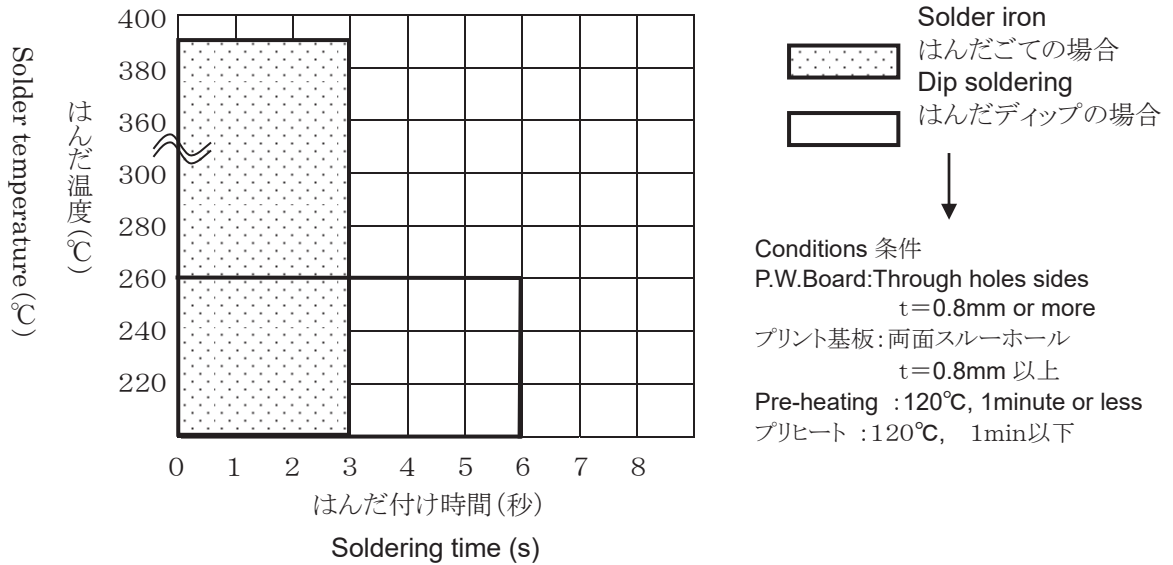 Solder temperature(℃)
はんだ温度(℃)
400
380
360
300
280
260
240
220
0 1 2 3 4 5 6 7 8
はんだ付け時間(秒)
Soldering time (s)
Solder iron
はんだごての場合
Dip soldering
はんだディップの場合
Conditions 条件
P.W.Board:Through holes sides
t=0.8mm or more
プリント基板:両面スルーホール
t=0.8mm 以上
Pre-heating :120℃, 1minute or less
プリヒート :120℃, 1min以下